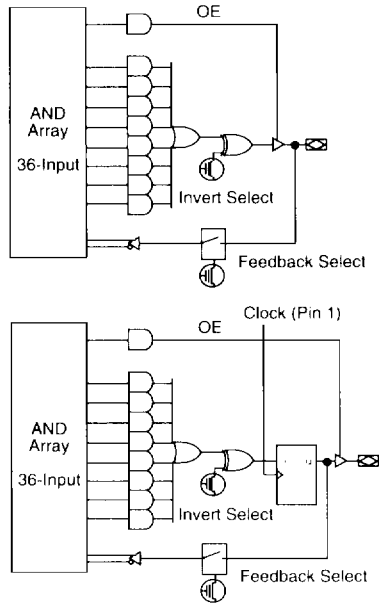 OE
AND
Array
36-Input
Invert Select
Feedback Select
Clock (Pin 1)
OE
AND
Array
36-Input
Invert Select
Feedback Select